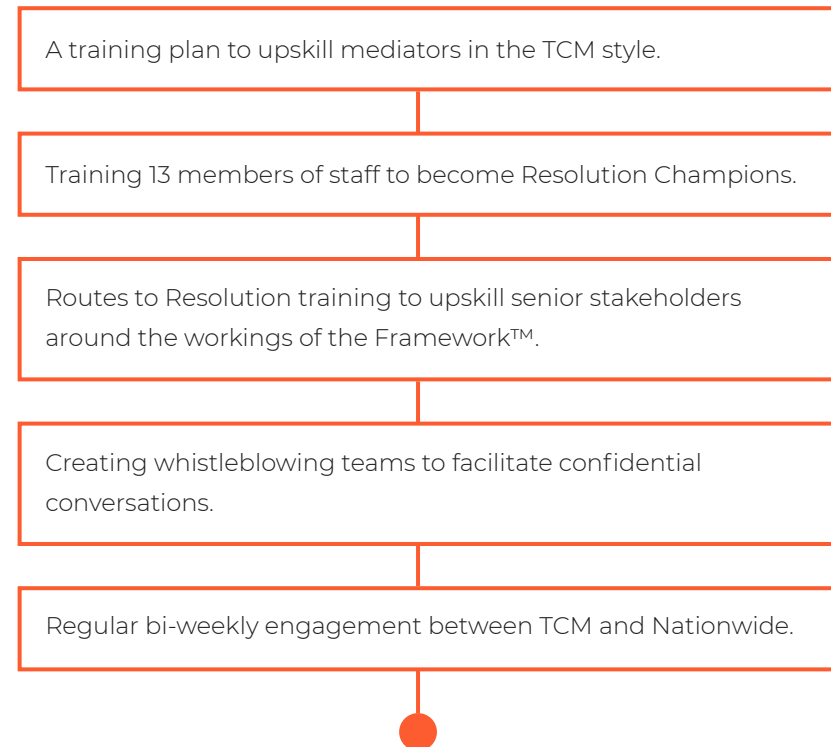 A training plan to upskill mediators in the TCM style.
Training 13 members of staff to become Resolution Champions.
Routes to Resolution training to upskill senior stakeholders
around the workings of the Framework™.
Creating whistleblowing teams to facilitate confidential
conversations.
Regular bi-weekly engagement between TCM and Nationwide.